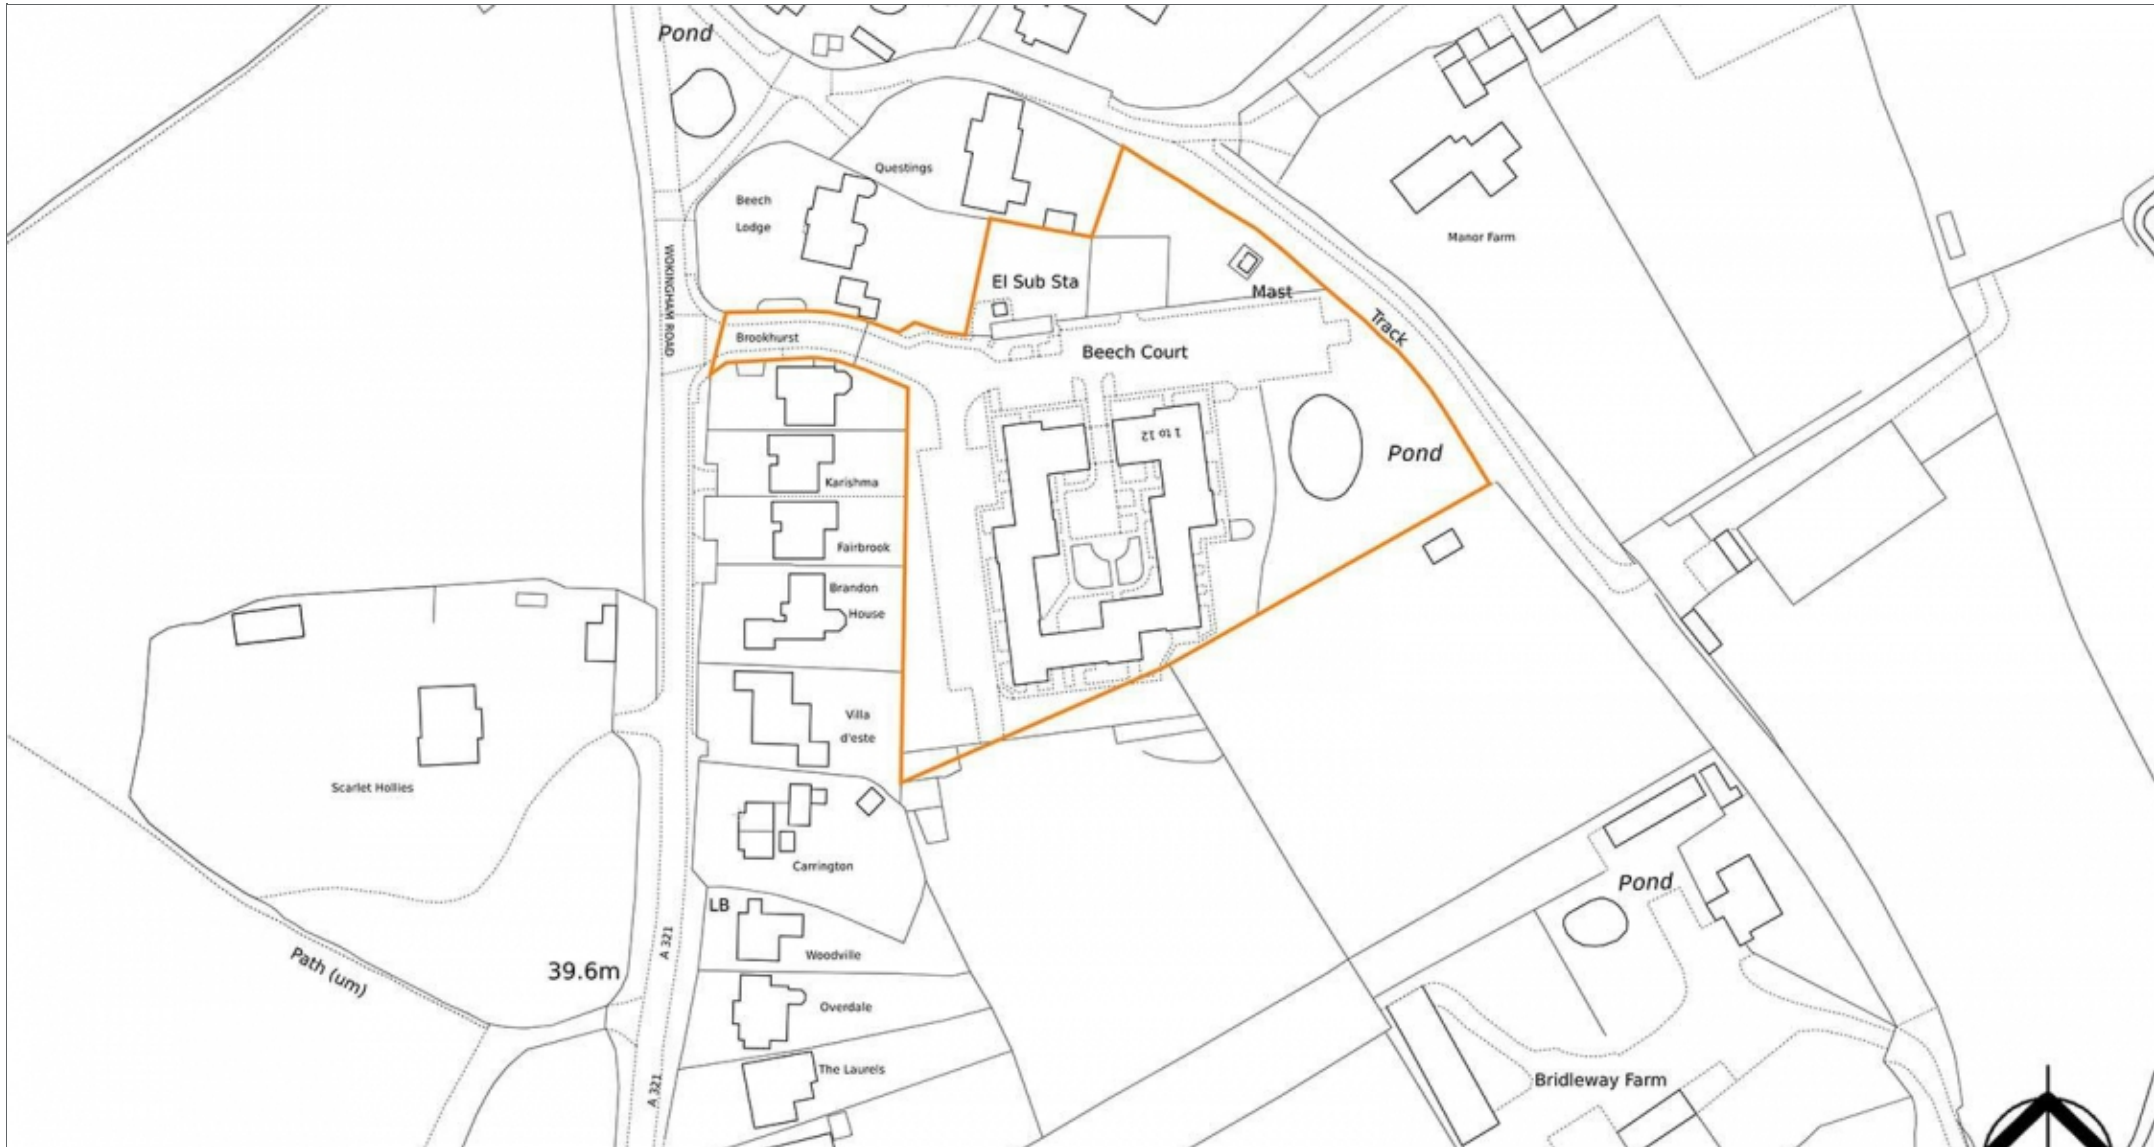 Pond
Questings
Beech
Lodge
WOKINGHAM ROAD
Manor Farm
El Sub Sta
Mast
Track
Brookhurst
Beech Court
1 to 12
Pond
Karishma
Fairbrook
Brandon
House
Villa
d'este
Scarlet Hollies
Carrington
Pond
LB
A 321
Woodville
Path (um)
39.6m
Overdale
The Laurels
A 321
Bridleway Farm